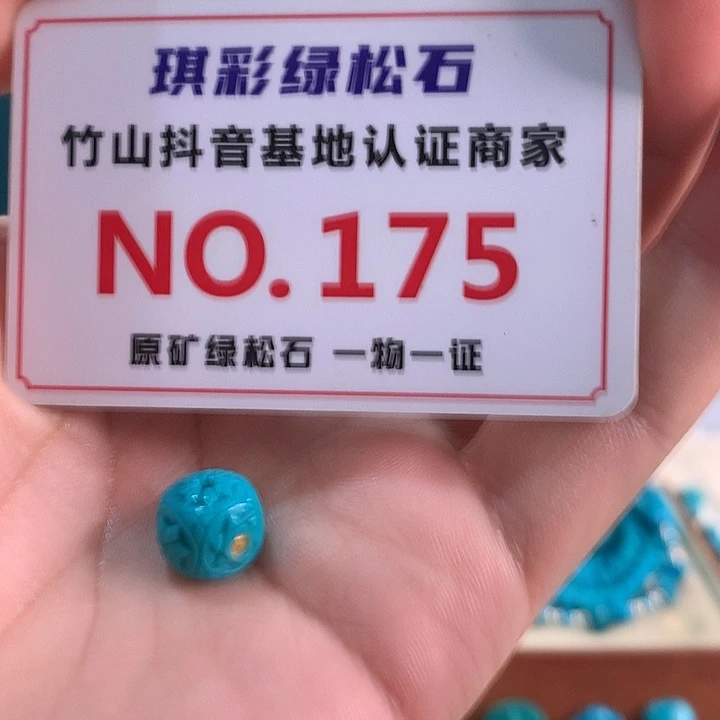 琪彩绿松石
竹山抖音基地认证商家
NO.175
原矿绿松石 一物一证